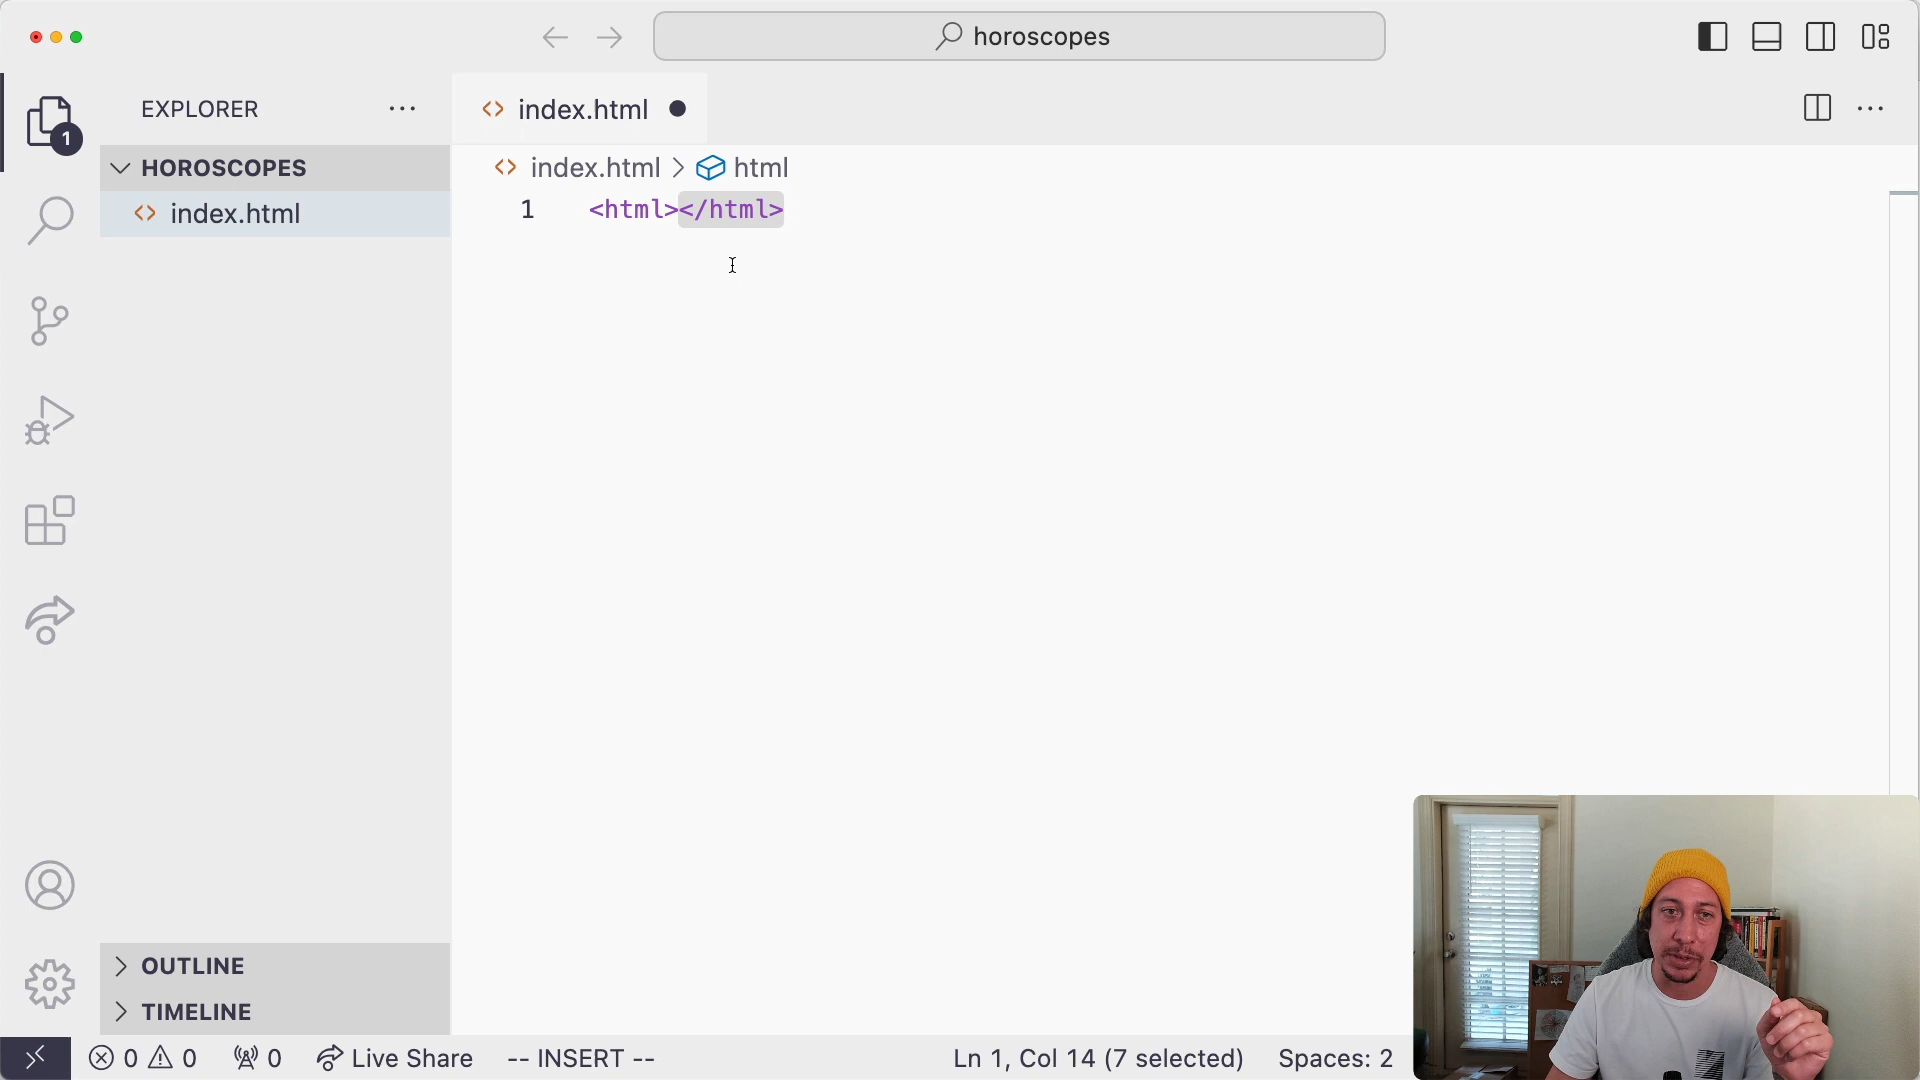 horoscopes
EXPLORER
index.html
1
HOROSCOPES
index.html > html
index.html
1 <html></html>
OUTLINE
TIMELINE
0 0 0 Live Share -- INSERT -- Ln 1, Col 14 (7 selected) Spaces: 2